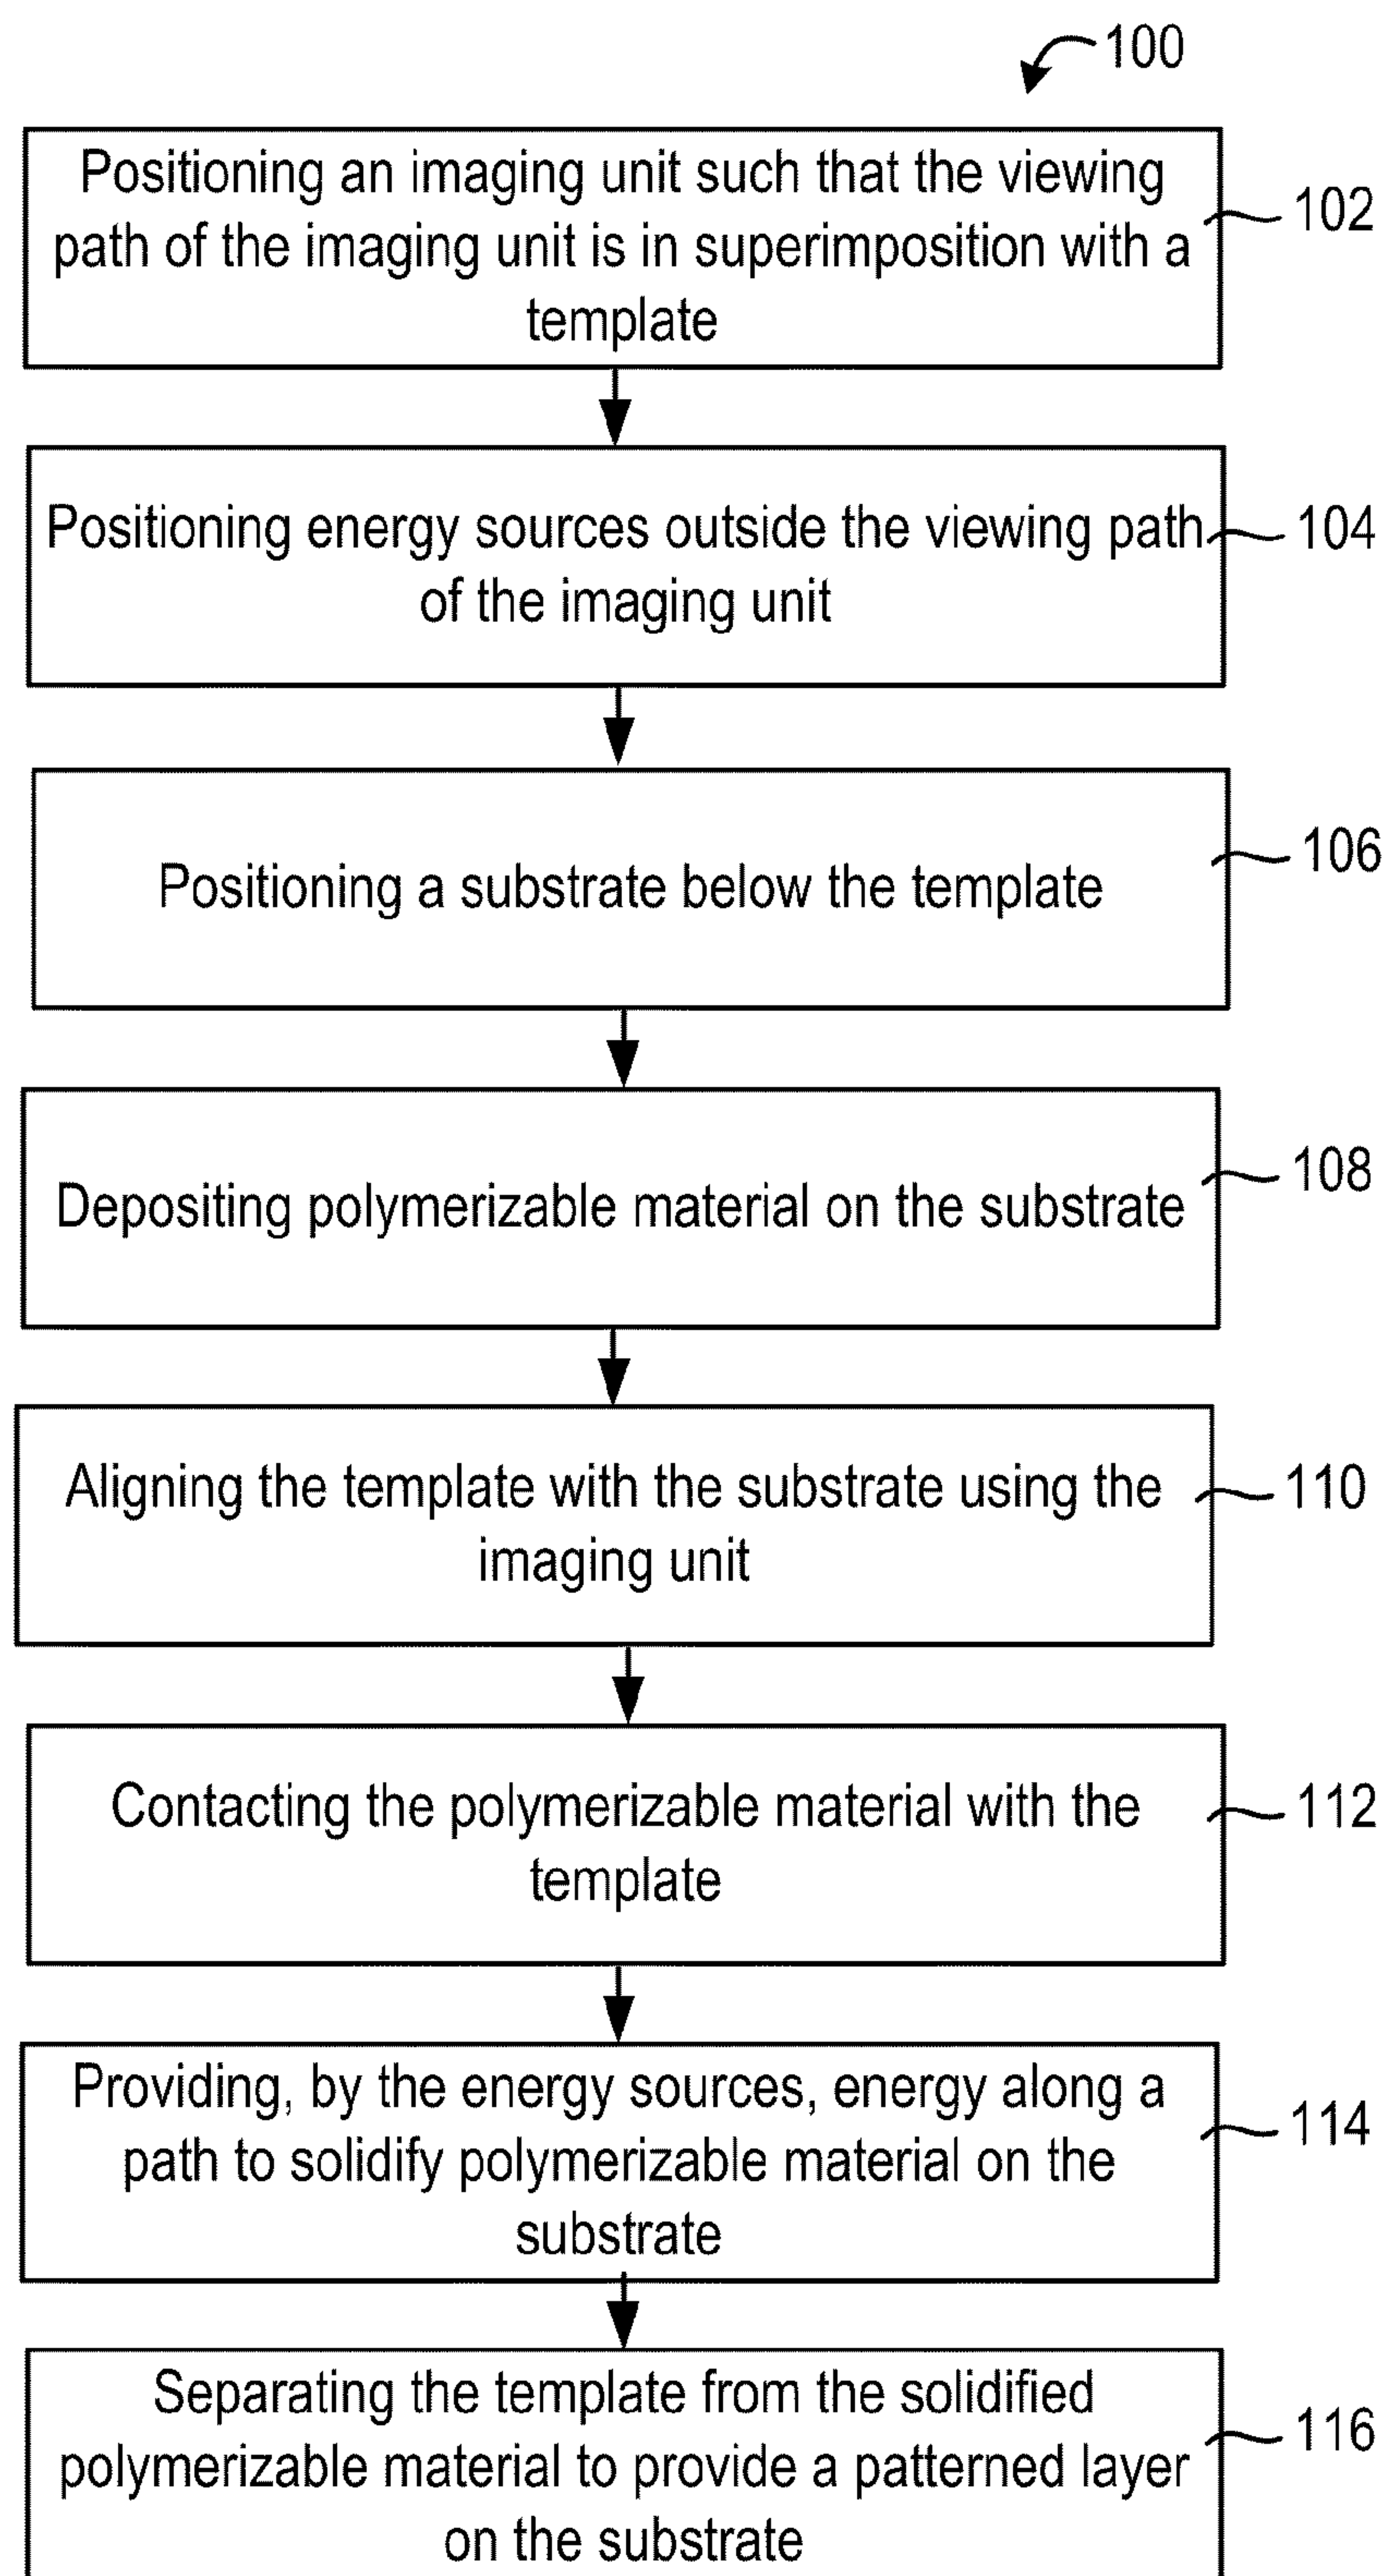 100
Positioning an imaging unit such that the viewing
path of the imaging unit is in superimposition with a
template
102
Positioning energy sources outside the viewing path
of the imaging unit
104
Positioning a substrate below the template
106
Depositing polymerizable material on the substrate
108
Aligning the template with the substrate using the
imaging unit
110
Contacting the polymerizable material with the
template
112
Providing, by the energy sources, energy along a
path to solidify polymerizable material on the
substrate
114
Separating the template from the solidified
polymerizable material to provide a patterned layer
on the substrate
116